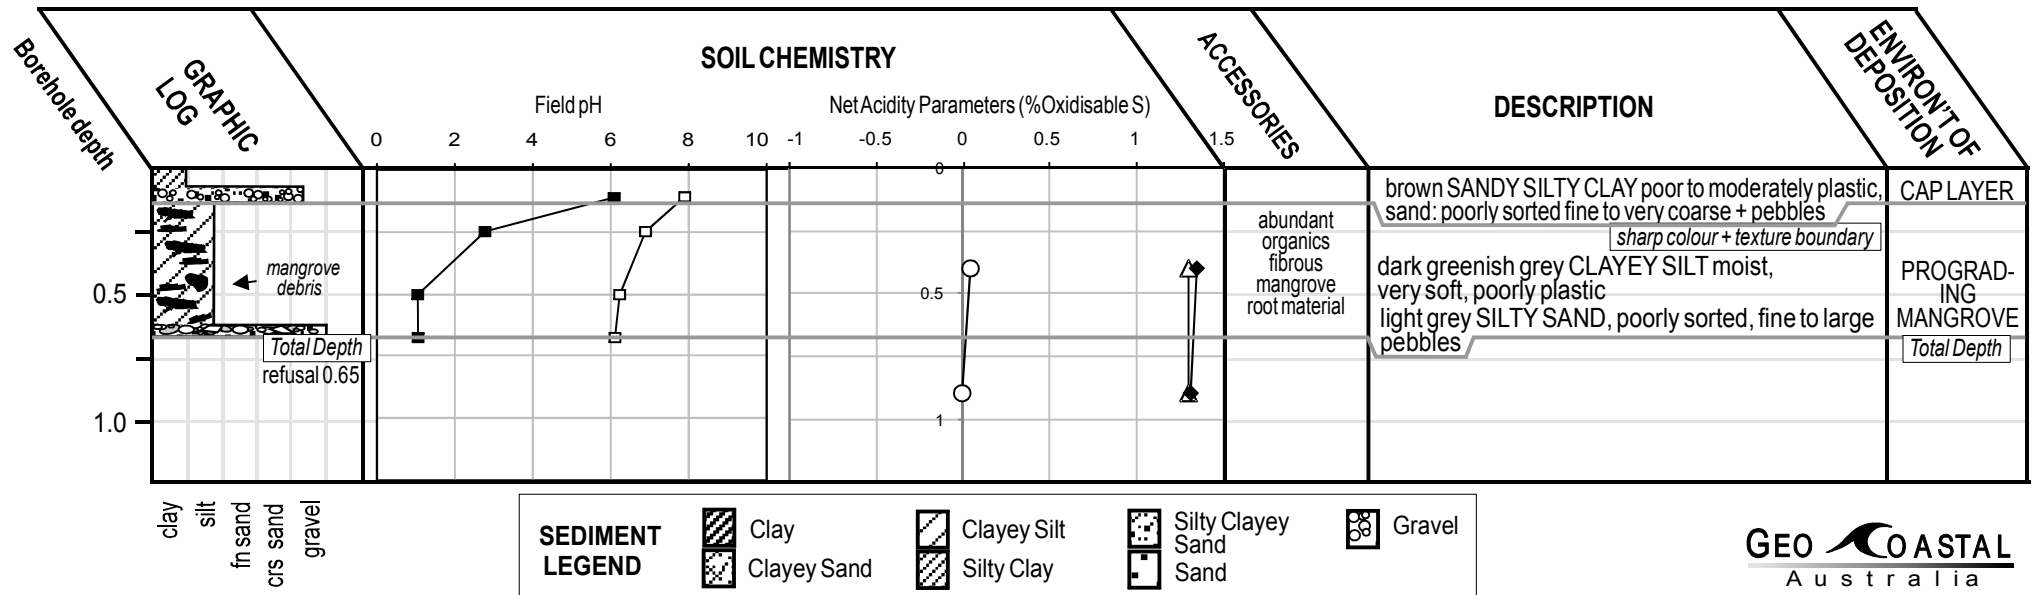 Borehole depth
GRAPHIC
LOG
SOIL CHEMISTRY
Field pH
0 2 4 6 8 10
Net Acidity Parameters (%Oxidisable S)
-1 -0.5 0 0.5 1 1.5
ACCESSORIES
DESCRIPTION
ENVIRON'T OF
DEPOSITION
0
0.5
1
0.5
1.0
mangrove
debris
Total Depth
refusal 0.65
abundant
organics
fibrous
mangrove
root material
brown SANDY SILTY CLAY poor to moderately plastic,
sand: poorly sorted fine to very coarse + pebbles
sharp colour + texture boundary
dark greenish grey CLAYEY SILT moist,
very soft, poorly plastic
light grey SILTY SAND, poorly sorted, fine to large
pebbles
CAP LAYER
PROGRAD-
ING
MANGROVE
Total Depth
clay
silt
fn sand
crs sand
gravel
SEDIMENT
LEGEND
Clay
Clayey Sand
Clayey Silt
Silty Clay
Silty Clayey
Sand
Sand
Gravel
GEO COASTAL
Australia